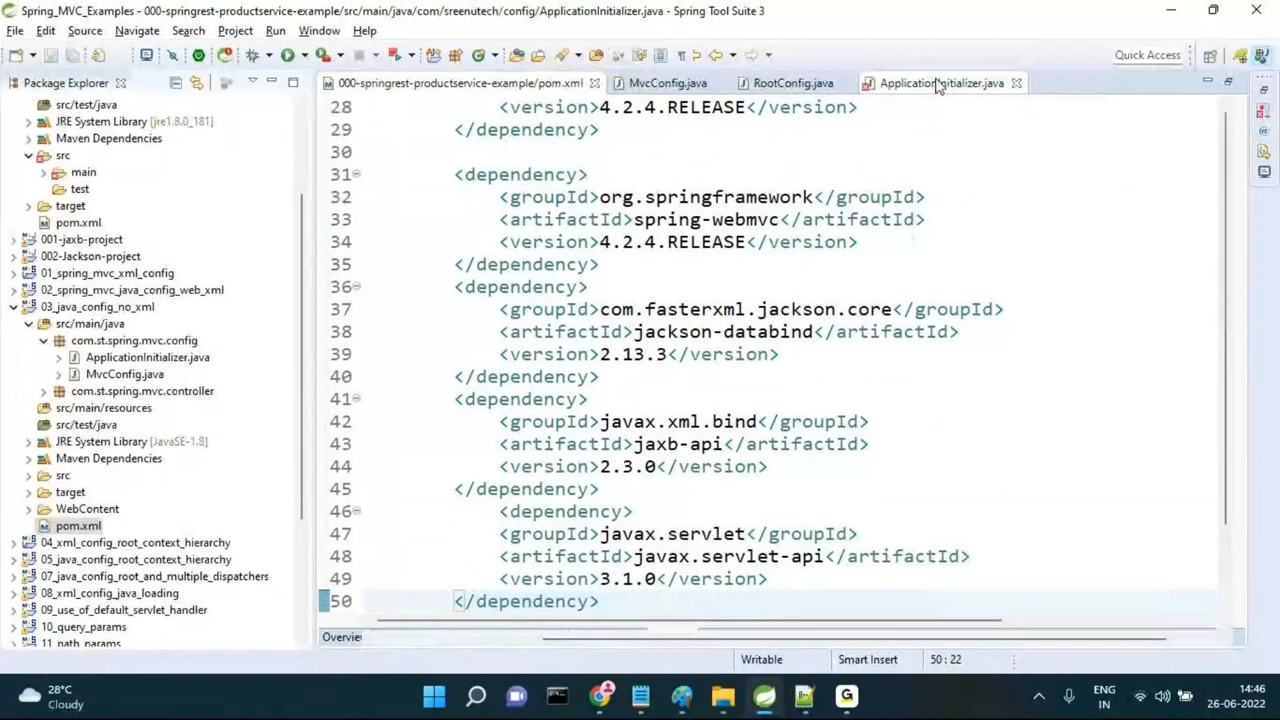 Spring_MVC_Examples - 000-springrest-productservice-example/src/main/java/com/sreenutech/config/ApplicationInitializer.java - Spring Tool Suite 3
File Edit Source Navigate Search Project Run Window Help
Quick Access
Package Explorer
000-springrest-productservice-example/pom.xml MvcConfig.java RootConfig.java ApplicationInitializer.java
src/test/java
JRE System Library [jre1.8.0_181]
Maven Dependencies
src
main
test
target
pom.xml
001-jaxb-project
002-Jackson-project
01_spring_mvc_xml_config
02_spring_mvc_java_config_web_xml
03_java_config_no_xml
src/main/java
com.st.spring.mvc.config
ApplicationInitializer.java
MvcConfig.java
com.st.spring.mvc.controller
src/main/resources
src/test/java
JRE System Library [JavaSE-1.8]
Maven Dependencies
src
target
WebContent
pom.xml
04_xml_config_root_context_hierarchy
05_java_config_root_context_hierarchy
07_java_config_root_and_multiple_dispatchers
08_xml_config_java_loading
09_use_of_default_servlet_handler
10_query_params
11_path_params
28 <version>4.2.4.RELEASE</version>
29 </dependency>
30
31 <dependency>
32 <groupId>org.springframework</groupId>
33 <artifactId>spring-webmvc</artifactId>
34 <version>4.2.4.RELEASE</version>
35 </dependency>
36 <dependency>
37 <groupId>com.fasterxml.jackson.core</groupId>
38 <artifactId>jackson-databind</artifactId>
39 <version>2.13.3</version>
40 </dependency>
41 <dependency>
42 <groupId>javax.xml.bind</groupId>
43 <artifactId>jaxb-api</artifactId>
44 <version>2.3.0</version>
45 </dependency>
46 <dependency>
47 <groupId>javax.servlet</groupId>
48 <artifactId>javax.servlet-api</artifactId>
49 <version>3.1.0</version>
50 </dependency>
Overvie
Writable Smart Insert 50 : 22
28°C
Cloudy
ENG
IN
14:46
26-06-2022